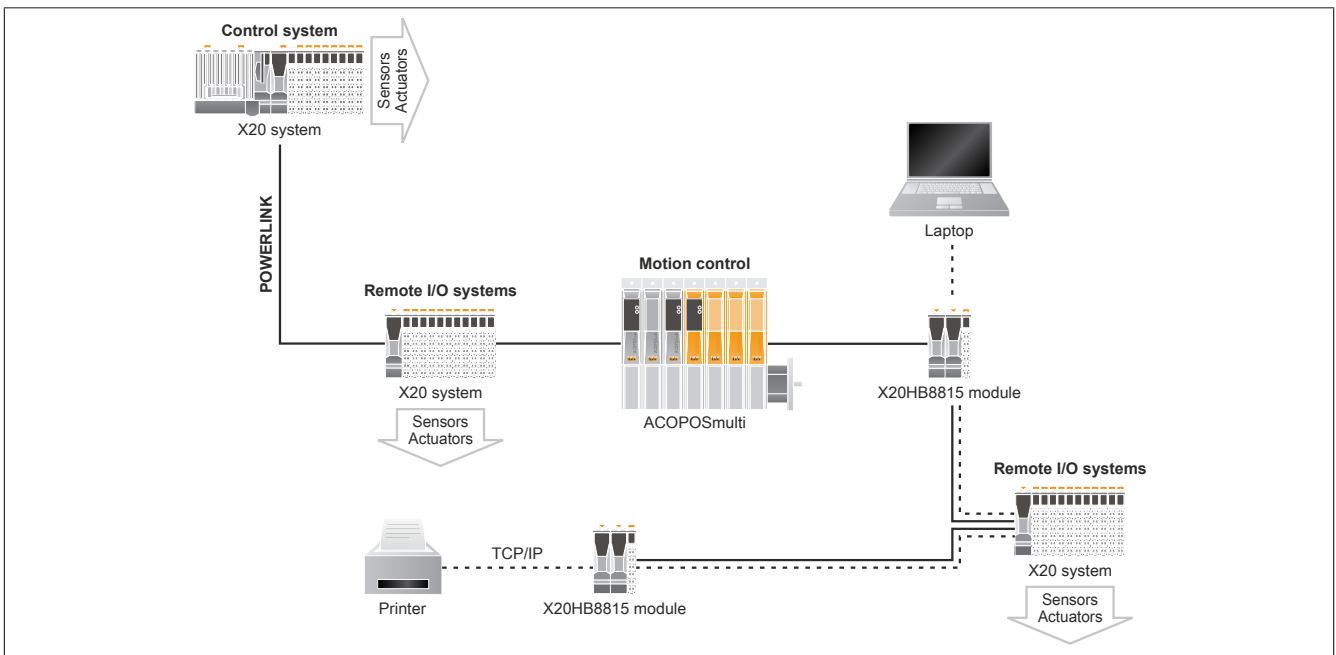 Control system
Sensors
Actuators
X20 system
POWERLINK
Laptop
Motion control
Remote I/O systems
X20 system
ACOPOSmulti
X20HB8815 module
Sensors
Actuators
Remote I/O systems
TCP/IP
X20 system
Printer
X20HB8815 module
Sensors
Actuators